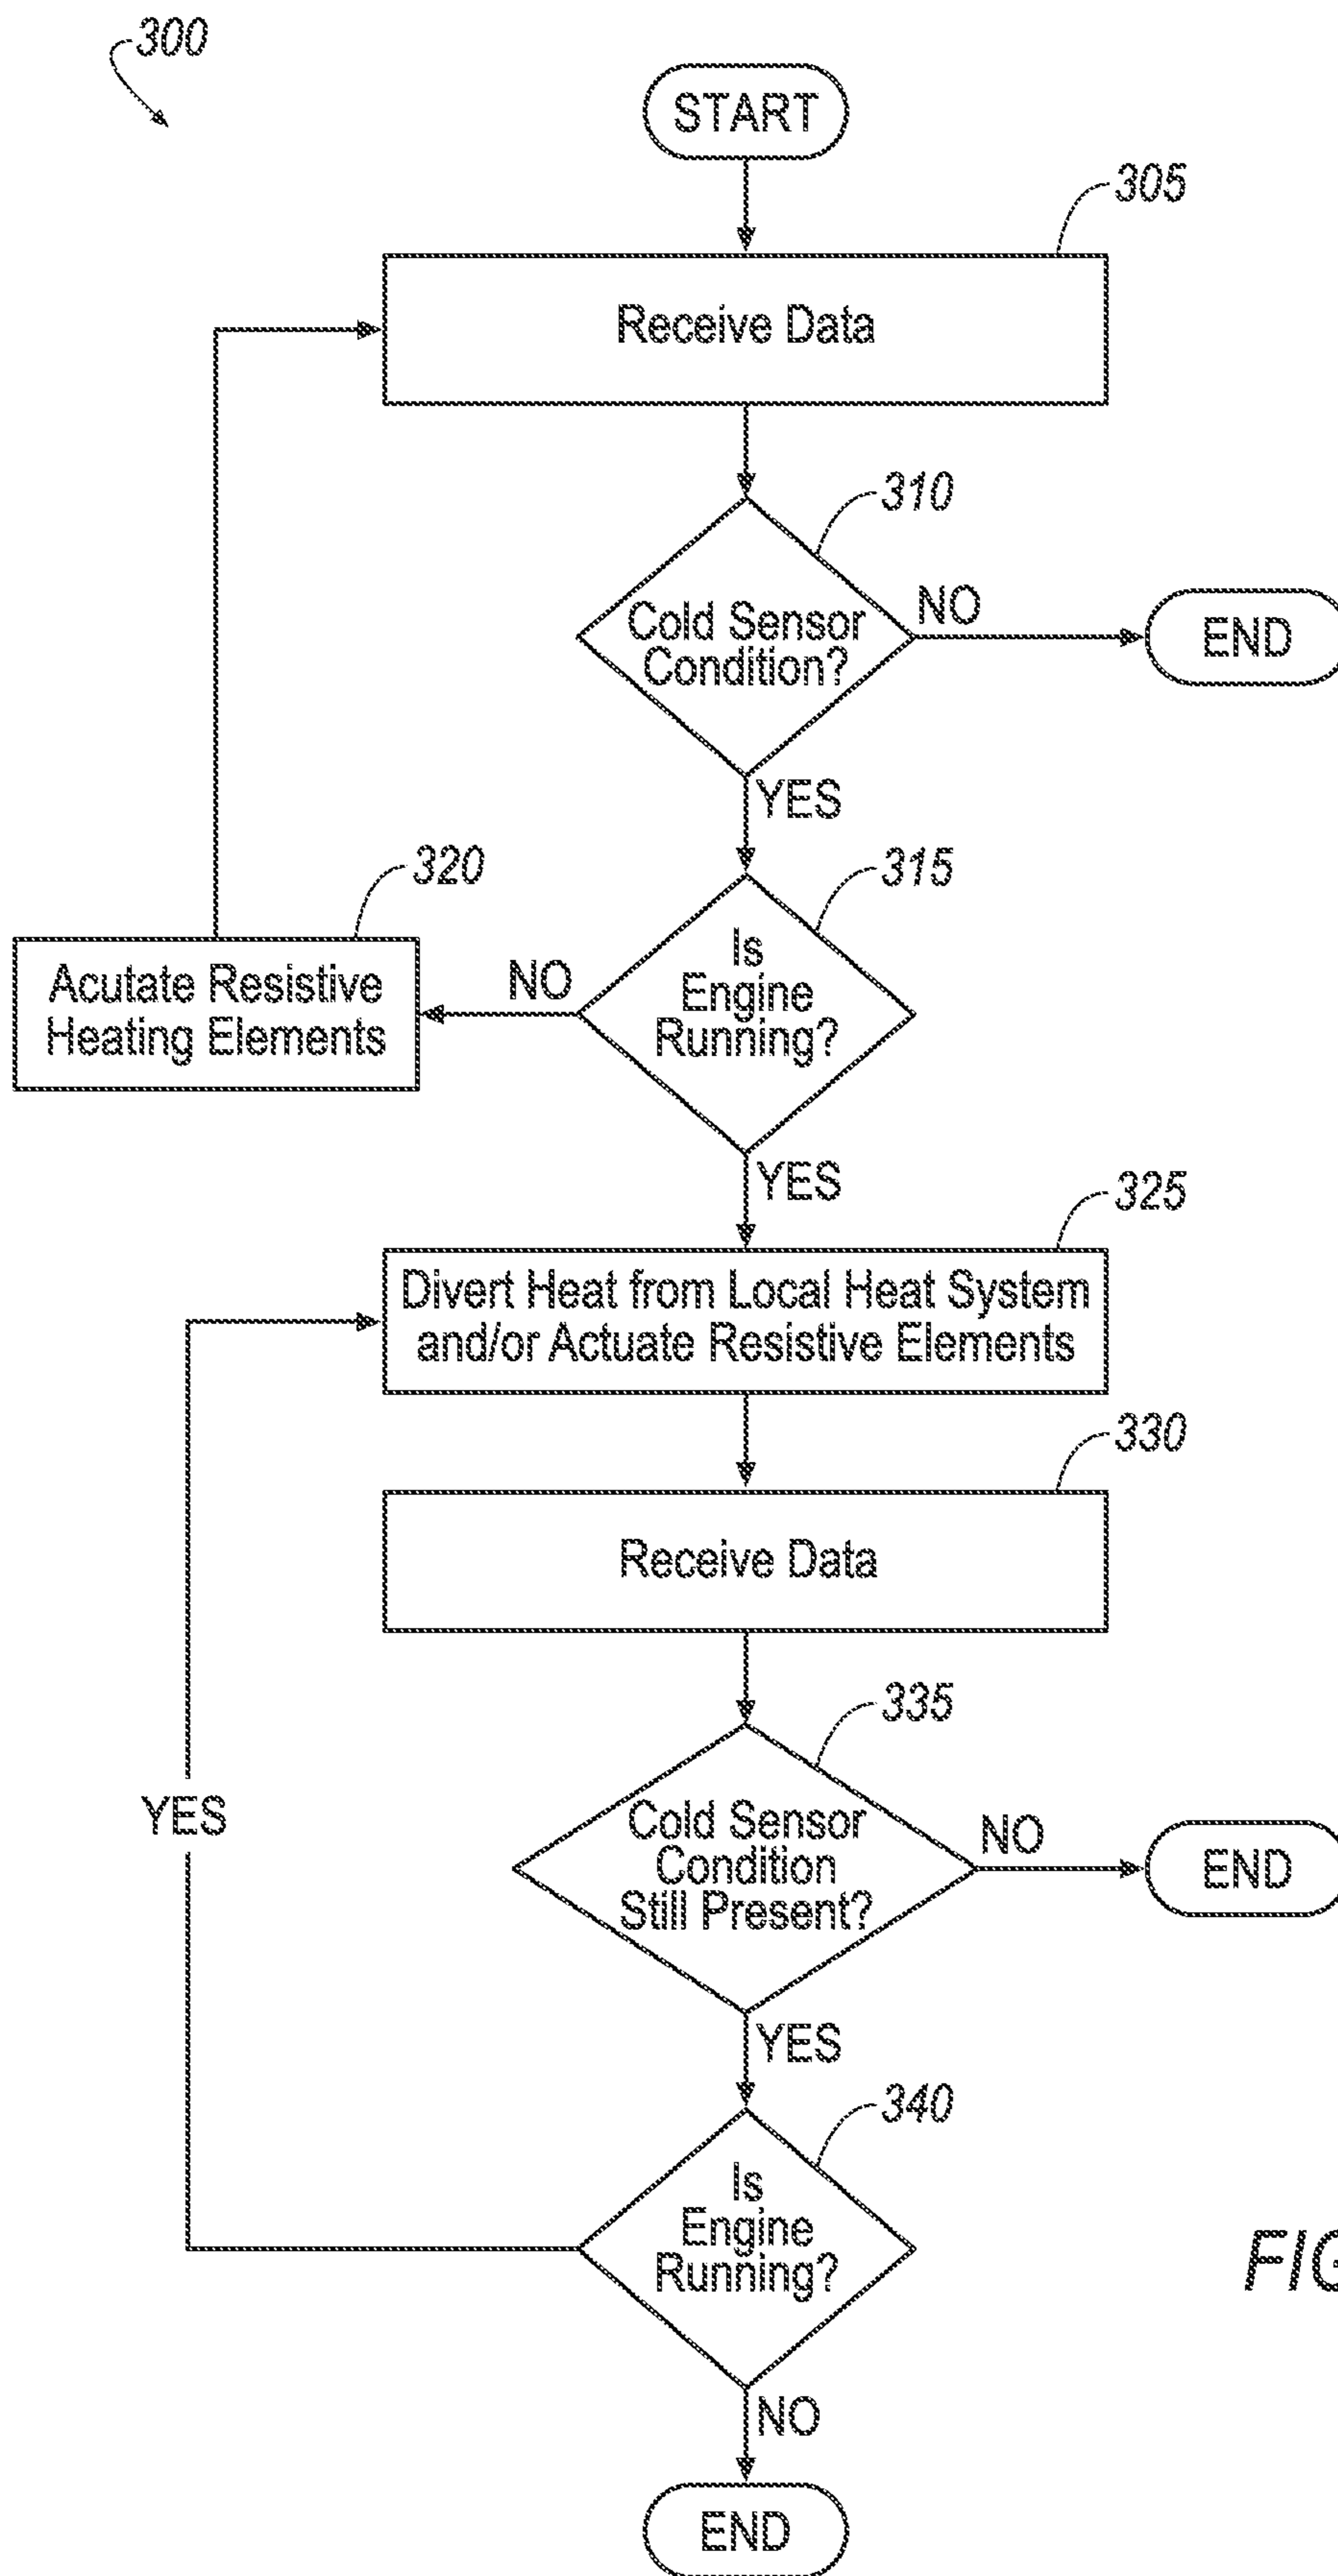 300
START
305
Receive Data
310
Cold Sensor
Condition?
NO
END
YES
315
320
Is
Engine
Running?
NO
Acutate Resistive
Heating Elements
YES
325
Divert Heat from Local Heat System
and/or Actuate Resistive Elements
330
Receive Data
335
Cold Sensor
Condition
Still Present?
NO
END
YES
YES
340
Is
Engine
Running?
FIG
NO
END